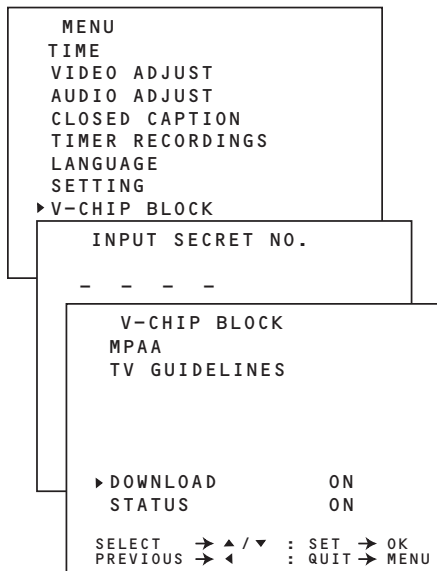 MENU
TIME
VIDEO ADJUST
AUDIO ADJUST
CLOSED CAPTION
TIMER RECORDINGS
LANGUAGE
SETTING
▶ V-CHIP BLOCK
INPUT SECRET NO.
– – – –
V-CHIP BLOCK
MPAA
TV GUIDELINES
▶ DOWNLOAD ON
STATUS ON
SELECT → ▲ / ▼ : SET → OK
PREVIOUS → ◀ : QUIT → MENU